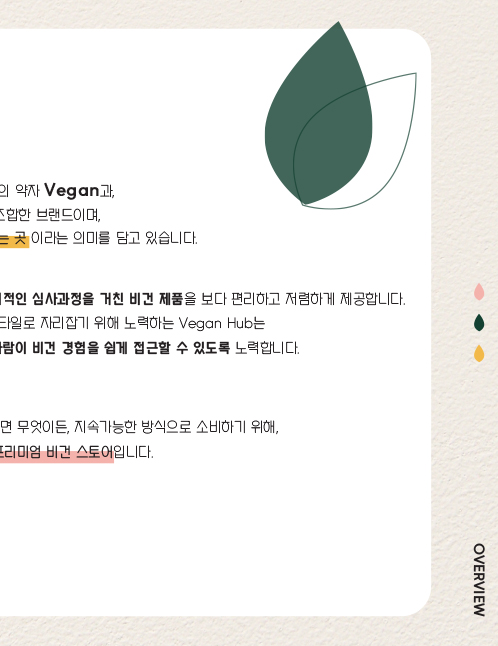 의 약자 Vegan과,
조합한 브랜드이며,
는 곳 이라는 의미를 담고 있습니다.
적인 심사과정을 거친 비건 제품을 보다 편리하고 저렴하게 제공합니다.
타일로 자리잡기 위해 노력하는 Vegan Hub는
사람이 비건 경험을 쉽게 접근할 수 있도록 노력합니다.
면 무엇이든, 지속가능한 방식으로 소비하기 위해,
프리미엄 비건 스토어입니다.
OVERVIEW